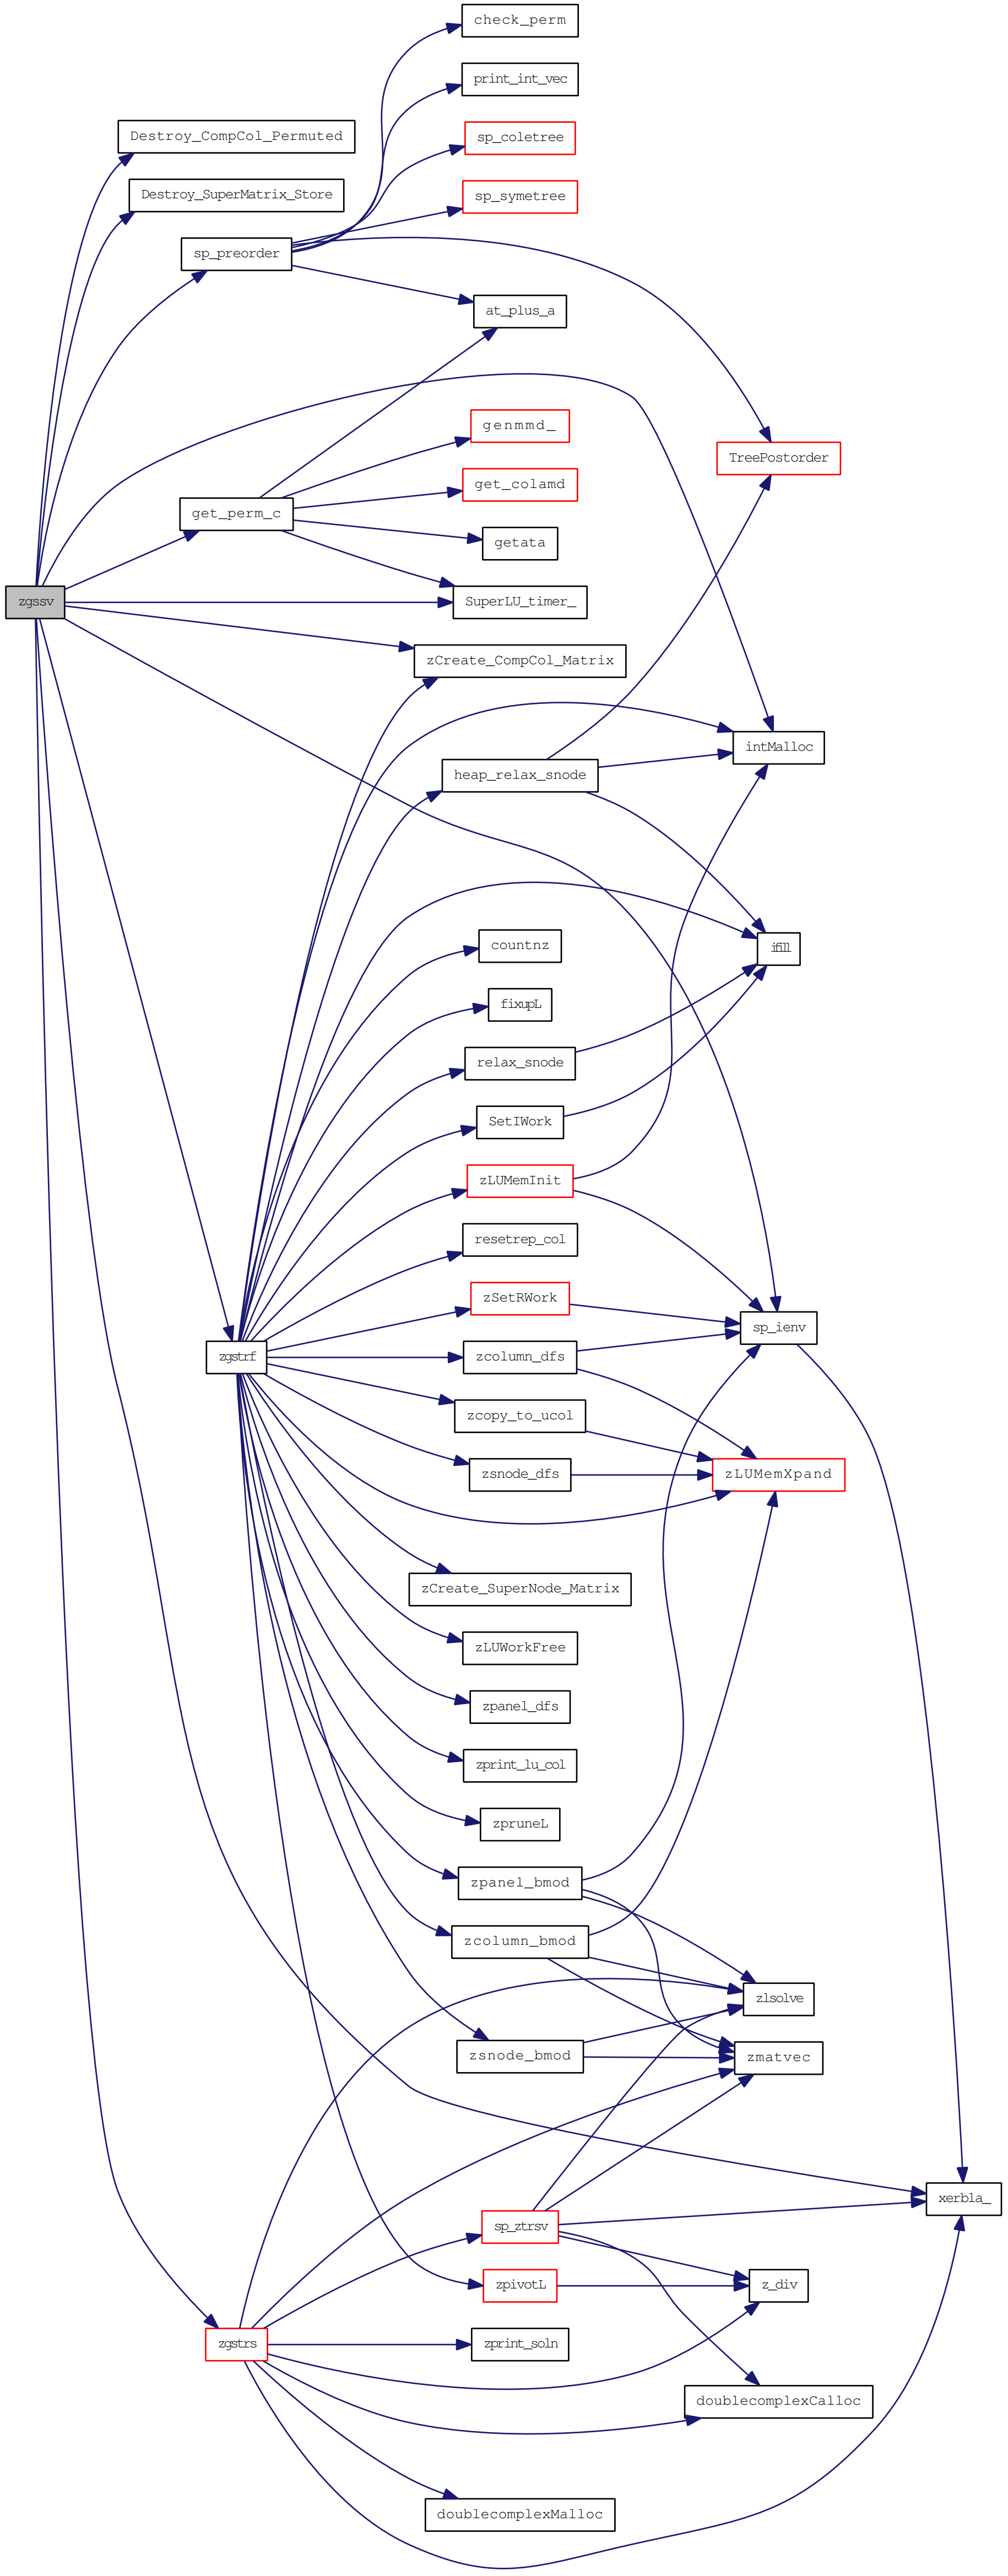 check_perm
print_int_vec
Destroy_CompCol_Permuted
sp_coletree
Destroy_SuperMatrix_Store
sp_symetree
sp_preorder
at_plus_a
genmmd_
TreePostorder
get_colamd
get_perm_c
getata
zgssv
SuperLU_timer_
zCreate_CompCol_Matrix
intMalloc
heap_relax_snode
countnz
ifill
fixupL
relax_snode
SetIWork
zLUMemInit
resetrep_col
zSetRWork
sp_ienv
zgstrf
zcolumn_dfs
zcopy_to_ucol
zsnode_dfs
zLUMemXpand
zCreate_SuperNode_Matrix
zLUWorkFree
zpanel_dfs
zprint_lu_col
zpruneL
zpanel_bmod
zcolumn_bmod
zlsolve
zsnode_bmod
zmatvec
xerbla_
sp_ztrsv
zpivotL
z_div
zgstrs
zprint_soln
doublecomplexCalloc
doublecomplexMalloc